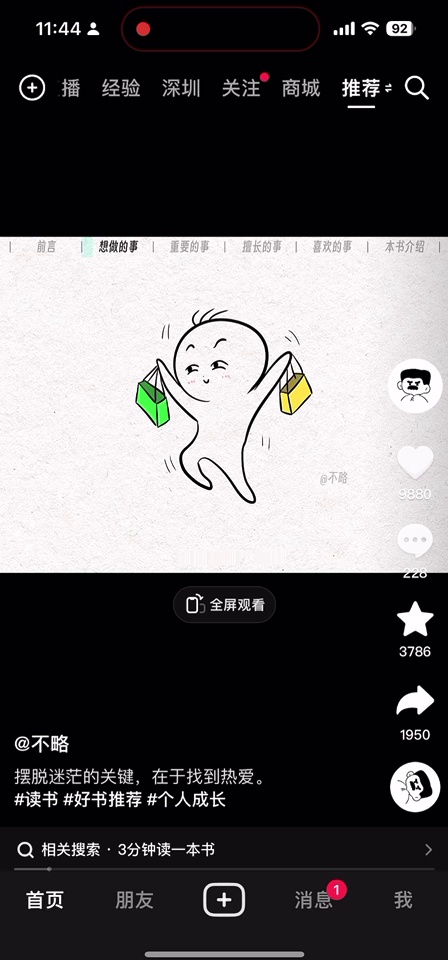 11:44
92
播 经验 深圳 关注 商城 推荐
前言 想做的事 重要的事 擅长的事 喜欢的事 本书介绍
@不略
9880
228
全屏观看
3786
1950
@不略
摆脱迷茫的关键，在于找到热爱。
#读书 #好书推荐 #个人成长
相关搜索 · 3分钟读一本书
首页 朋友 消息 1 我